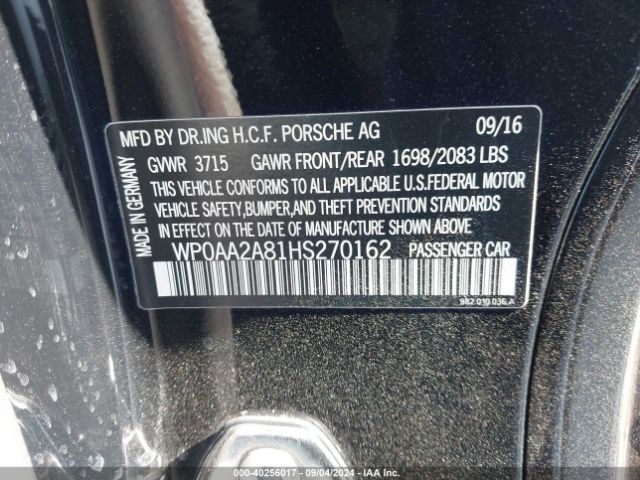 MFD BY DR.ING H.C.F. PORSCHE AG 09/16
GVWR 3715 GAWR FRONT/REAR 1698/2083 LBS
THIS VEHICLE CONFORMS TO ALL APPLICABLE U.S.FEDERAL MOTOR
VEHICLE SAFETY,BUMPER,AND THEFT PREVENTION STANDARDS
IN EFFECT ON THE DATE OF MANUFACTURE SHOWN ABOVE
WP0AA2A81HS270162 PASSENGER CAR
982 010 036 A
MADE IN GERMANY
000-40256017 - 09/04/2024 - IAA Inc.